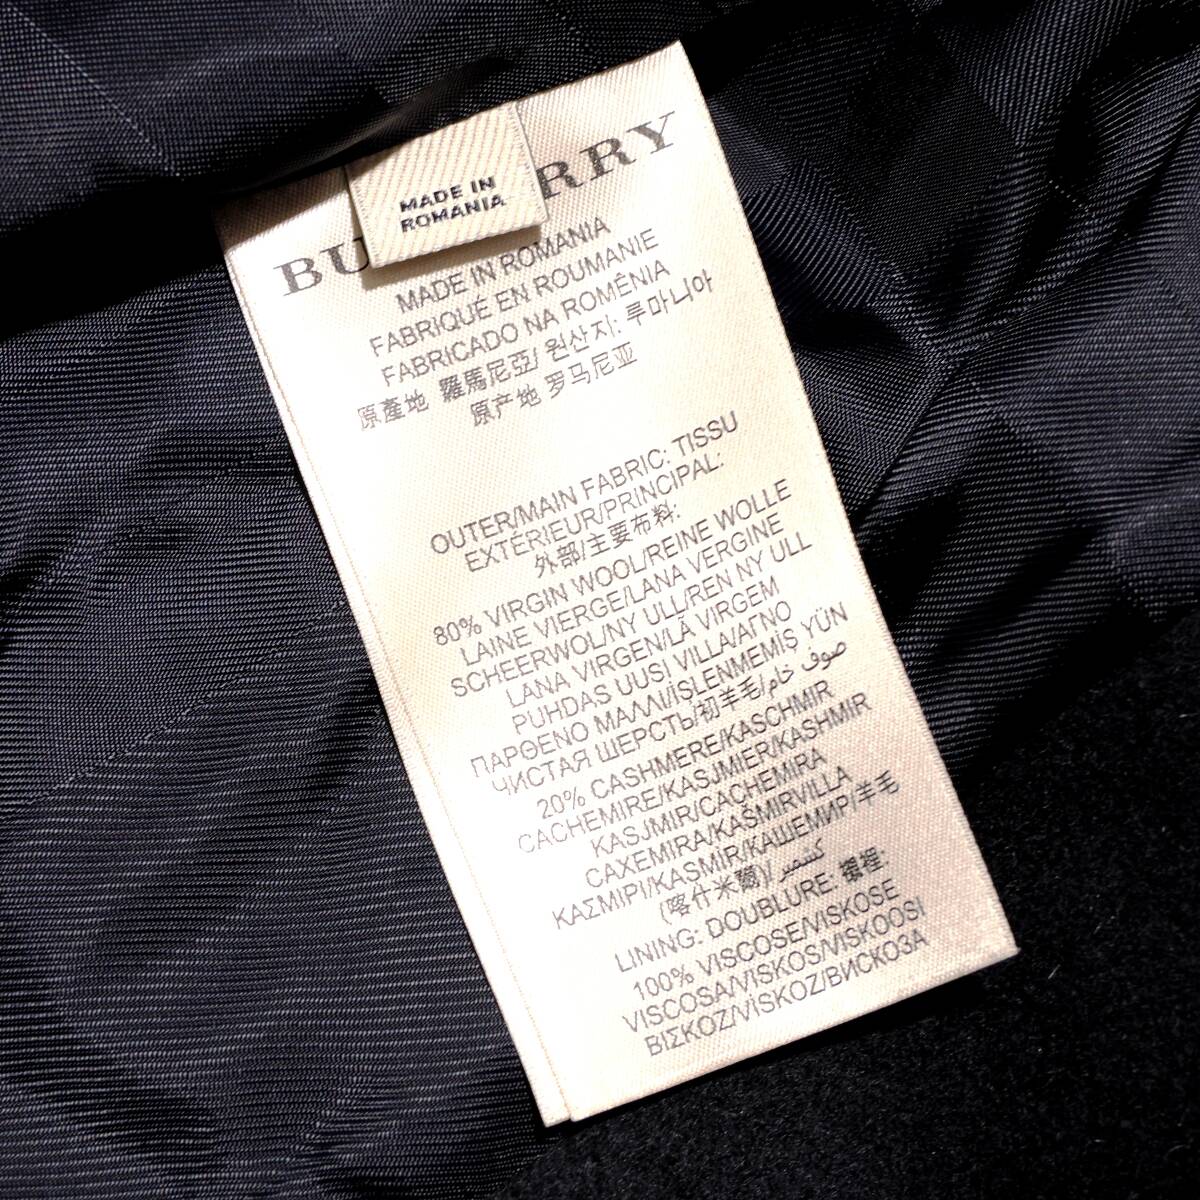 MADE IN
ROMANIA
BU RRY
MADE IN ROMANIA
FABRIQUÉ EN ROUMANIE
FABRICADO NA ROMÊNIA
原產地 羅馬尼亞/ 원산지: 루마니아
原产地 罗马尼亚
OUTER/MAIN FABRIC: TISSU
EXTÉRIEUR/PRINCIPAL:
外部/主要布料:
80% VIRGIN WOOL/REINE WOLLE
LAINE VIERGE/LANA VERGINE
SCHEERWOL/NY ULL/REN NY ULL
LANA VIRGEN/LÃ VIRGEM
PUHDAS UUSI VILLA/ΑΓΝΟ
ΠΑΡΘΕΝΟ ΜΑΛΛΙ/İŞLENMEMİŞ YÜN
ЧИСТАЯ ШЕРСТЬ/初羊毛/صوف خام
20% CASHMERE/KASCHMIR
CACHEMIRE/KASJMIER/KASHMIR
KASJMIR/CACHEMIRA
CAXEMIRA/KAŠMIRVILLA
ΚΑΣΜΙΡΙ/KASMIR/КАШЕМИР/羊毛
(喀什米爾)/كشمير
LINING: DOUBLURE: 襯裡:
100% VISCOSE/VISKOSE
VISCOSA/VISKOS/VISKOOSI
ΒΙΣΚΟΖ/VİSKOZ/ВИСКОЗА